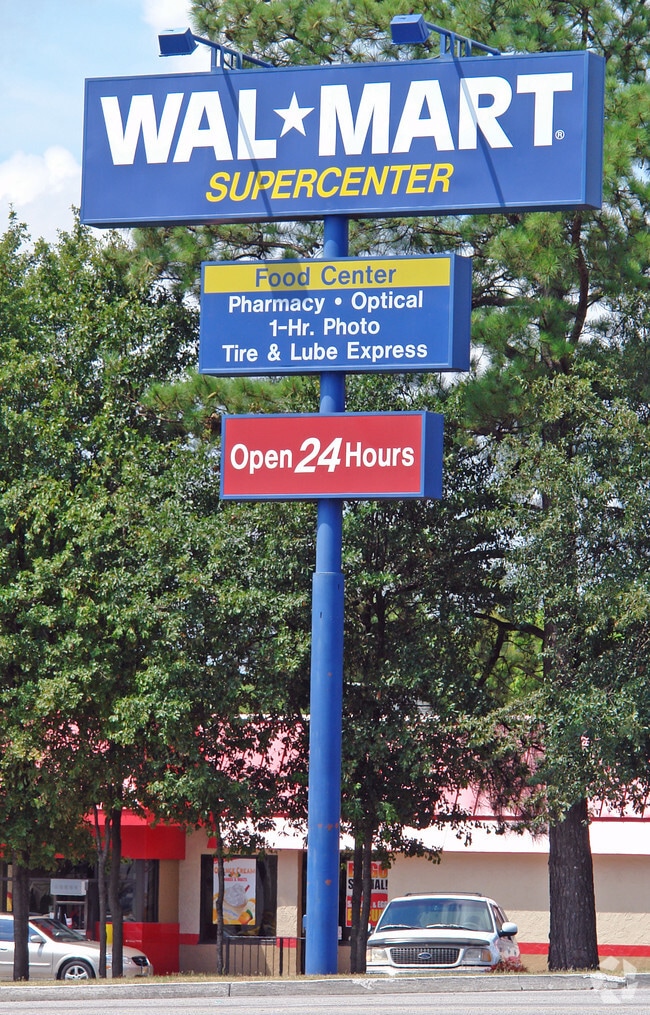 WAL★MART®
SUPERCENTER
Food Center
Pharmacy • Optical
1-Hr. Photo
Tire & Lube Express
Open 24 Hours